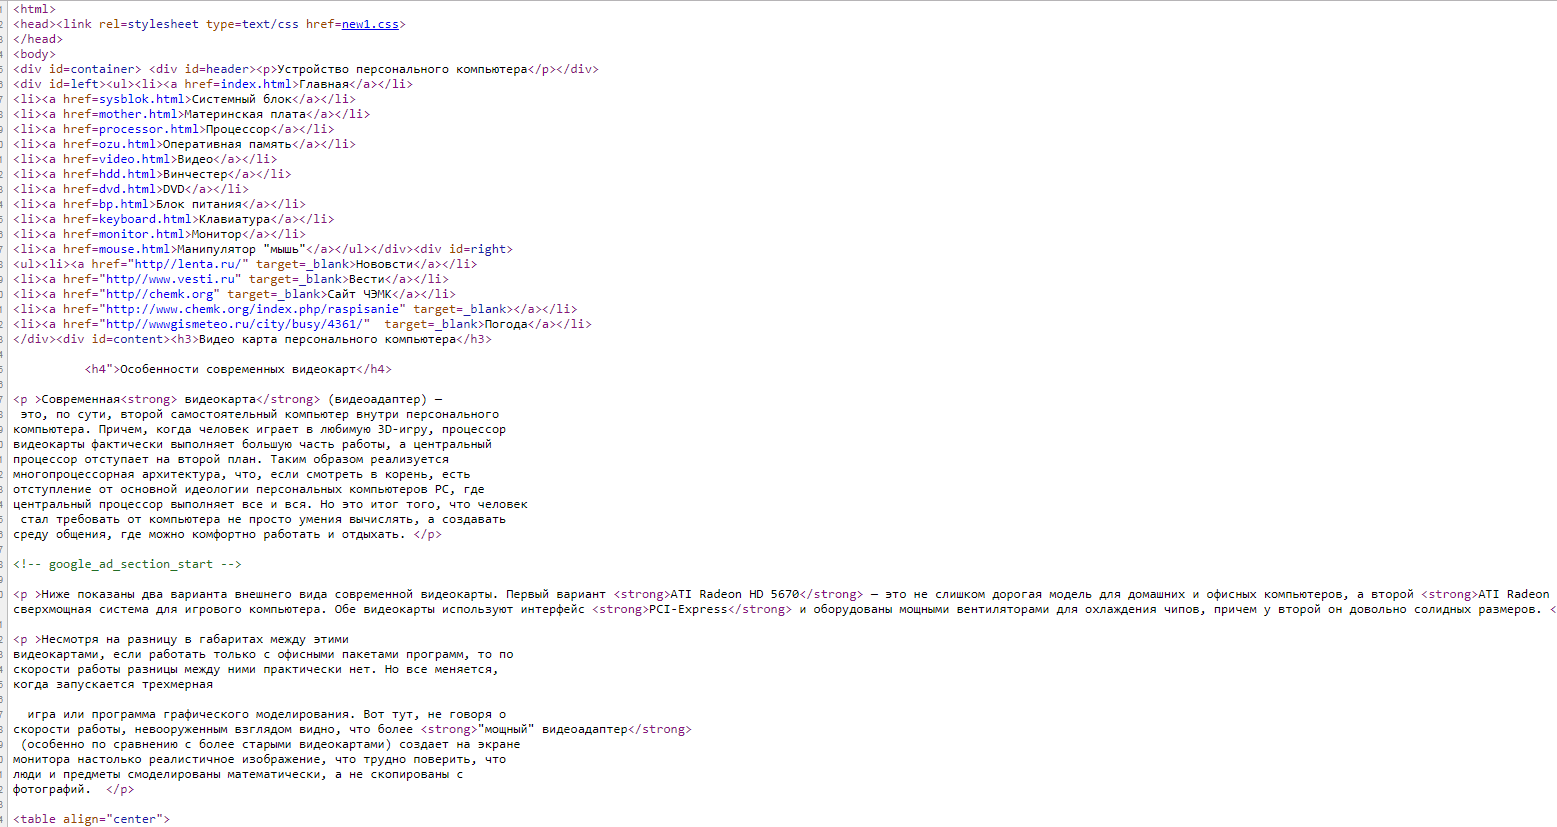 <html>
<head><link rel=stylesheet type=text/css href=new1.css>
</head>
<body>
<div id=container> <div id=header><p>Устройство персонального компьютера</p></div>
<div id=left><ul><li><a href=index.html>Главная</a></li>
<li><a href=sysblok.html>Системный блок</a></li>
<li><a href=mother.html>Материнская плата</a></li>
<li><a href=processor.html>Процессор</a></li>
<li><a href=ozu.html>Оперативная память</a></li>
<li><a href=video.html>Видео</a></li>
<li><a href=hdd.html>Винчестер</a></li>
<li><a href=dvd.html>DVD</a></li>
<li><a href=bp.html>Блок питания</a></li>
<li><a href=keyboard.html>Клавиатура</a></li>
<li><a href=monitor.html>Монитор</a></li>
<li><a href=mouse.html>Манипулятор "мышь"</a></ul></div><div id=right>
<ul><li><a href="http//lenta.ru/" target=_blank>Нововсти</a></li>
<li><a href="http//www.vesti.ru" target=_blank>Вести</a></li>
<li><a href="http//chemk.org" target=_blank>Сайт ЧЭМК</a></li>
<li><a href="http://www.chemk.org/index.php/raspisanie" target=_blank></a></li>
<li><a href="http//wwwgismeteo.ru/city/busy/4361/"  target=_blank>Погода</a></li>
</div><div id=content><h3>Видео карта персонального компьютера</h3>
<h4">Особенности современных видеокарт</h4>
<p >Современная<strong> видеокарта</strong> (видеоадаптер) —
это, по сути, второй самостоятельный компьютер внутри персонального
компьютера. Причем, когда человек играет в любимую 3D-игру, процессор
видеокарты фактически выполняет большую часть работы, а центральный
процессор отступает на второй план. Таким образом реализуется
многопроцессорная архитектура, что, если смотреть в корень, есть
отступление от основной идеологии персональных компьютеров PC, где
центральный процессор выполняет все и вся. Но это итог того, что человек
стал требовать от компьютера не просто умения вычислять, а создавать
среду общения, где можно комфортно работать и отдыхать. </p>
<!-- google_ad_section_start -->
<p >Ниже показаны два варианта внешнего вида современной видеокарты. Первый вариант <strong>ATI Radeon HD 5670</strong> — это не слишком дорогая модель для домашних и офисных компьютеров, а второй <strong>ATI Radeon
сверхмощная система для игрового компьютера. Обе видеокарты используют интерфейс <strong>PCI-Express</strong> и оборудованы мощными вентиляторами для охлаждения чипов, причем у второй он довольно солидных размеров. <
<p >Несмотря на разницу в габаритах между этими
видеокартами, если работать только с офисными пакетами программ, то по
скорости работы разницы между ними практически нет. Но все меняется,
когда запускается трехмерная
игра или программа графического моделирования. Вот тут, не говоря о
скорости работы, невооруженным взглядом видно, что более <strong>"мощный" видеоадаптер</strong>
(особенно по сравнению с более старыми видеокартами) создает на экране
монитора настолько реалистичное изображение, что трудно поверить, что
люди и предметы смоделированы математически, а не скопированы с
фотографий.  </p>
<table align="center">